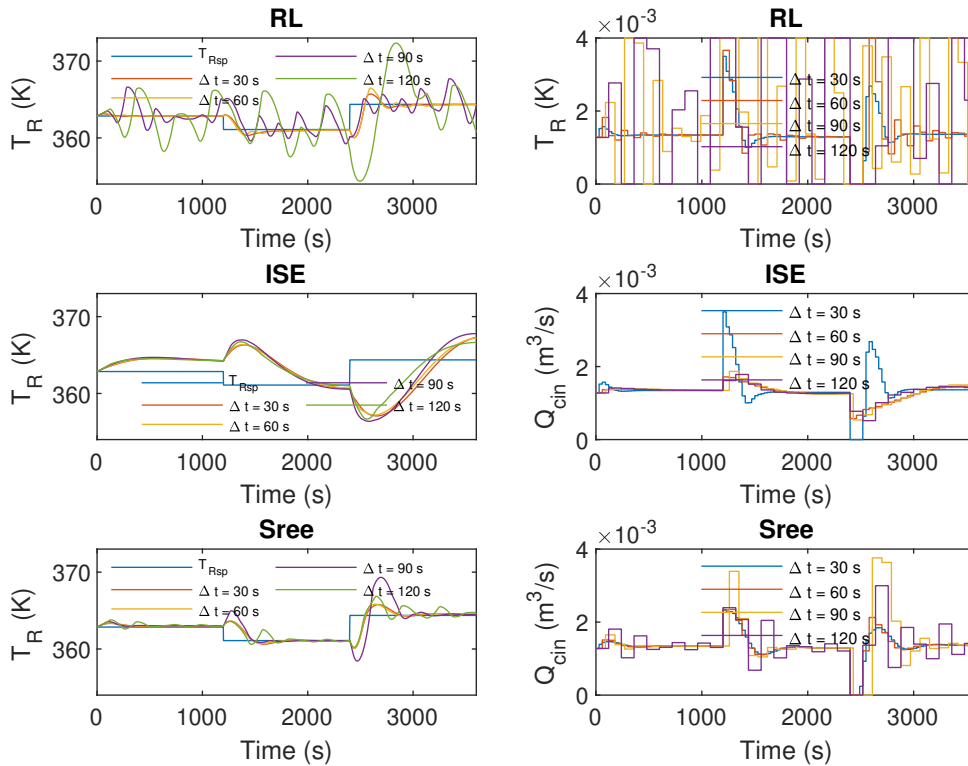 RL
T_R (K)
373
360
0
1000
2000
3000
Time (s)
T_Rsp
Δ t = 30 s
Δ t = 60 s
Δ t = 90 s
Δ t = 120 s
RL
×10^-3
T_R (K)
4
2
0
0
1000
2000
3000
Time (s)
Δ t = 30 s
Δ t = 60 s
Δ t = 90 s
Δ t = 120 s
ISE
T_R (K)
370
360
0
1000
2000
3000
Time (s)
T_Rsp
Δ t = 30 s
Δ t = 60 s
Δ t = 90 s
Δ t = 120 s
ISE
×10^-3
Q_cin (m^3/s)
4
2
0
0
1000
2000
3000
Time (s)
Δ t = 30 s
Δ t = 60 s
Δ t = 90 s
Δ t = 120 s
Sree
T_R (K)
373
360
0
1000
2000
3000
Time (s)
T_Rsp
Δ t = 30 s
Δ t = 60 s
Δ t = 90 s
Δ t = 120 s
Sree
×10^-3
Q_cin (m^3/s)
4
2
0
0
1000
2000
3000
Time (s)
Δ t = 30 s
Δ t = 60 s
Δ t = 90 s
Δ t = 120 s